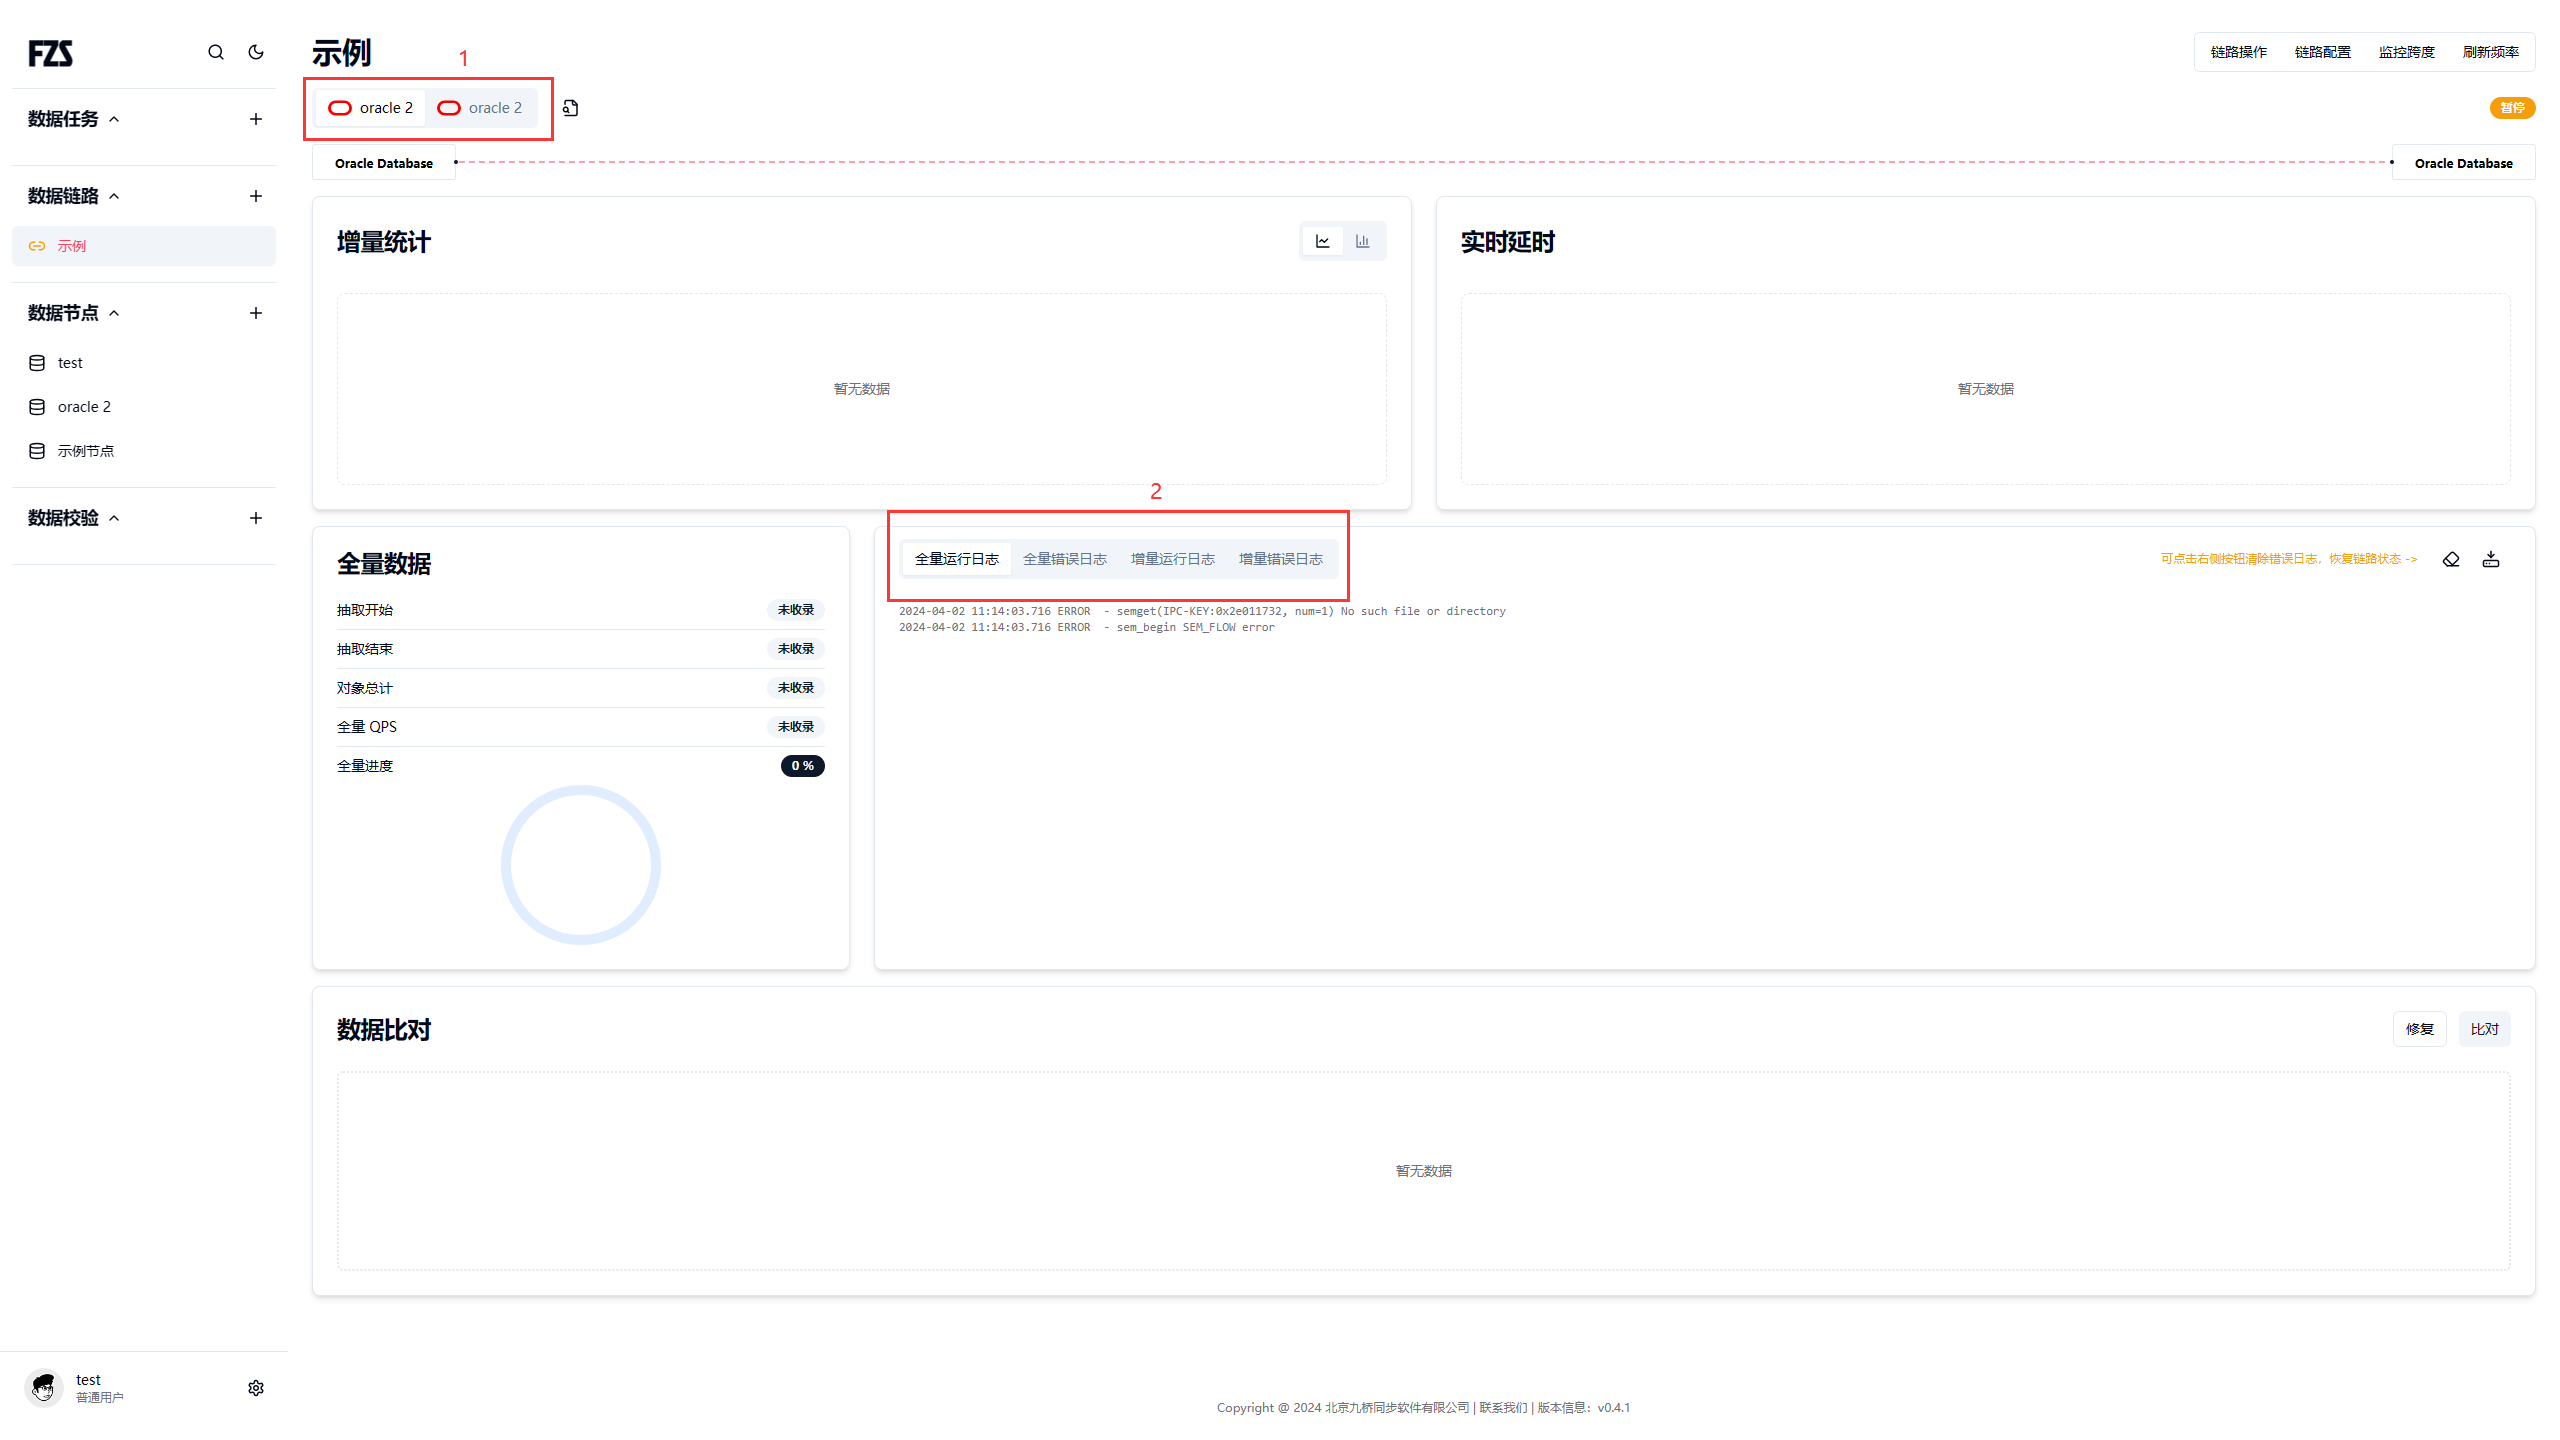 FZS
数据任务
数据链路
示例
数据节点
test
oracle 2
示例节点
数据校验
test
普通用户
示例
1
链路操作 链路配置 监控跨度 刷新频率
oracle 2 oracle 2
暂停
Oracle Database
Oracle Database
增量统计
暂无数据
实时延时
暂无数据
全量数据
抽取开始 未收录
抽取结束 未收录
对象总计 未收录
全量 QPS 未收录
全量进度 0 %
2
全量运行日志 全量错误日志 增量运行日志 增量错误日志
可点击右侧按钮清除错误日志，恢复链路状态 ->
2024-04-02 11:14:03.716 ERROR - semget(IPC-KEY:0x2e011732, num=1) No such file or directory
2024-04-02 11:14:03.716 ERROR - sem_begin SEM_FLOW error
数据比对
修复 比对
暂无数据
Copyright @ 2024 北京九桥同步软件有限公司 | 联系我们 | 版本信息：v0.4.1